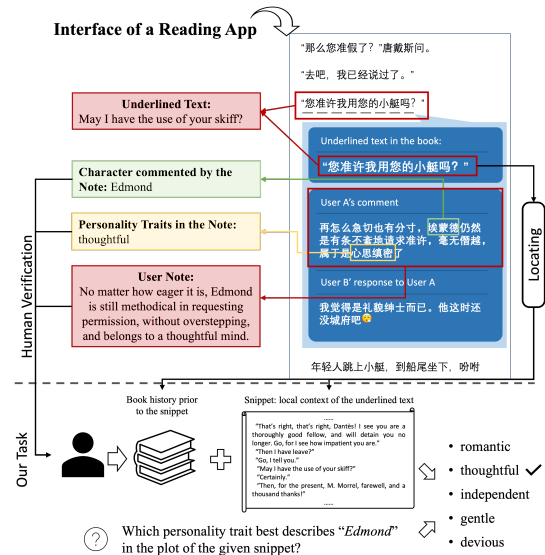 Interface of a Reading App
“那么您准假了？”唐戴斯问。
“去吧，我已经说过了。”
“您准许我用您的小艇吗？”
Underlined Text:
May I have the use of your skiff?
Underlined text in the book:
“您准许我用您的小艇吗？”
Character commented by the
Note: Edmond
User A’s comment
再怎么急切也有分寸，埃蒙德仍然
是有条不紊地请求准许，毫无僭越，
属于是心思缜密了
Personality Traits in the Note:
thoughtful
User Note:
No matter how eager it is, Edmond
is still methodical in requesting
permission, without overstepping,
and belongs to a thoughtful mind.
User B’ response to User A
我觉得是礼貌绅士而已。他这时还
没城府吧
年轻人跳上小艇，到船尾坐下，吩咐
Human Verification
Locating
Our Task
Book history prior
to the snippet
Snippet: local context of the underlined text
......
“That’s right, that’s right, Dantès! I see you are a
thoroughly good fellow, and will detain you no
longer. Go, for I see how impatient you are.”
“Then I have leave?”
“Go, I tell you.”
“May I have the use of your skiff?”
“Certainly.”
“Then, for the present, M. Morrel, farewell, and a
thousand thanks!”
......
• romantic
• thoughtful ✓
• independent
• gentle
• devious
? Which personality trait best describes “Edmond”
in the plot of the given snippet?